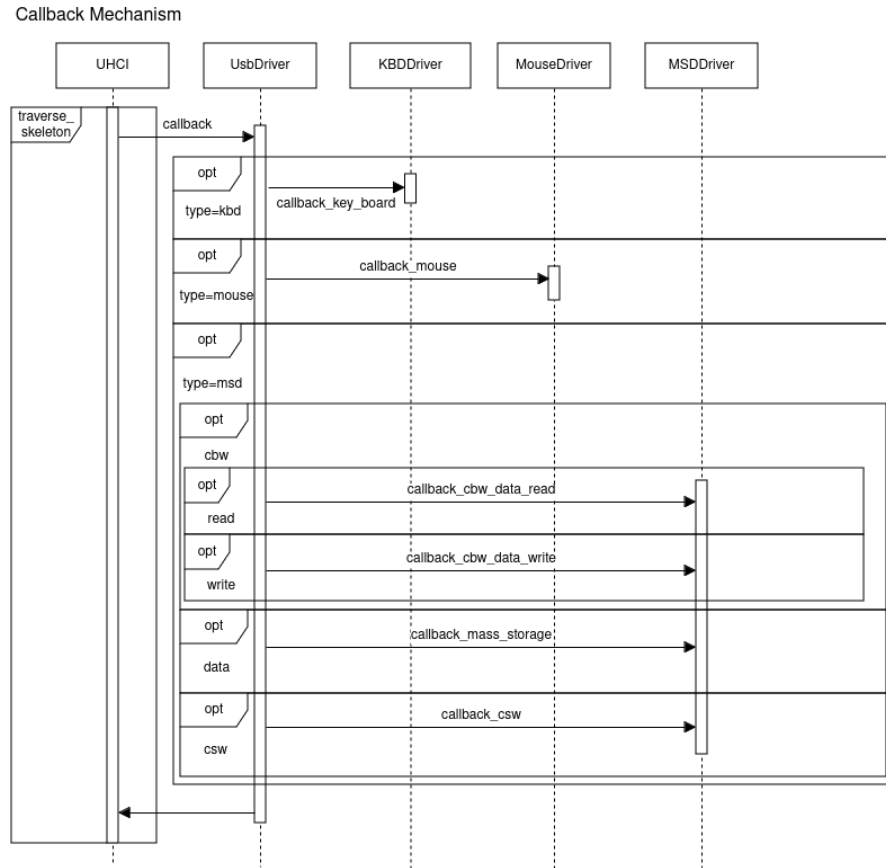 Callback Mechanism
UHCI
UsbDriver
KBDDriver
MouseDriver
MSDDriver
traverse_
skeleton
callback
opt
callback_key_board
type=kbd
opt
callback_mouse
type=mouse
opt
type=msd
opt
cbw
opt
callback_cbw_data_read
read
opt
callback_cbw_data_write
write
opt
callback_mass_storage
data
opt
callback_csw
csw